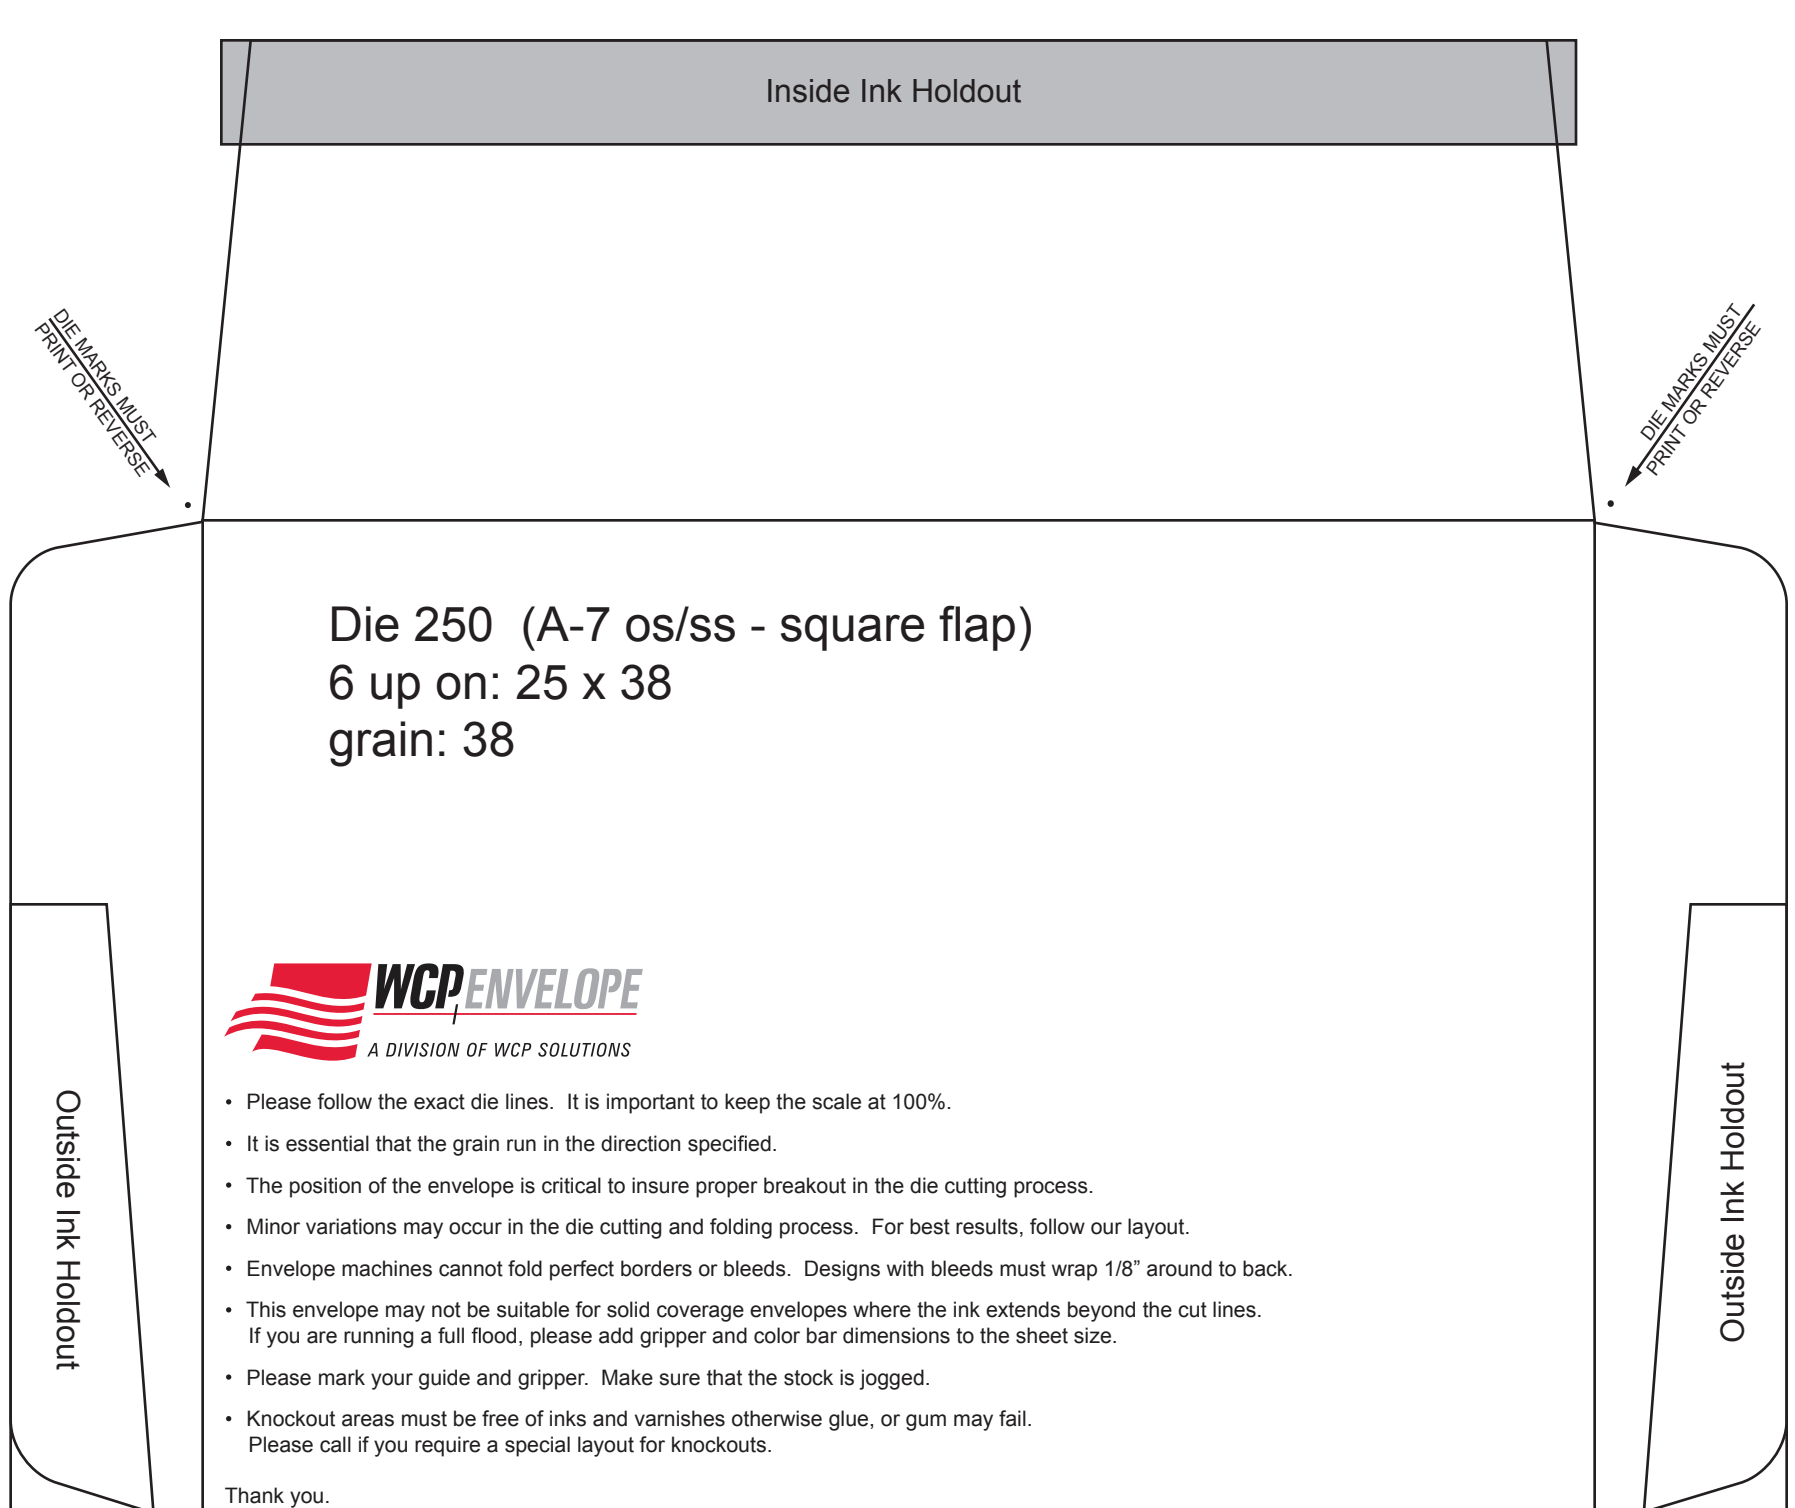 Inside Ink Holdout
DIE MARKS MUST
PRINT OR REVERSE
DIE MARKS MUST
PRINT OR REVERSE
Die 250  (A-7 os/ss - square flap)
6 up on: 25 x 38
grain: 38
WCP ENVELOPE
A DIVISION OF WCP SOLUTIONS
• Please follow the exact die lines.  It is important to keep the scale at 100%.
• It is essential that the grain run in the direction specified.
• The position of the envelope is critical to insure proper breakout in the die cutting process.
• Minor variations may occur in the die cutting and folding process.  For best results, follow our layout.
• Envelope machines cannot fold perfect borders or bleeds.  Designs with bleeds must wrap 1/8” around to back.
• This envelope may not be suitable for solid coverage envelopes where the ink extends beyond the cut lines.
If you are running a full flood, please add gripper and color bar dimensions to the sheet size.
• Please mark your guide and gripper.  Make sure that the stock is jogged.
• Knockout areas must be free of inks and varnishes otherwise glue, or gum may fail.
Please call if you require a special layout for knockouts.
Thank you.
Outside Ink Holdout
Outside Ink Holdout